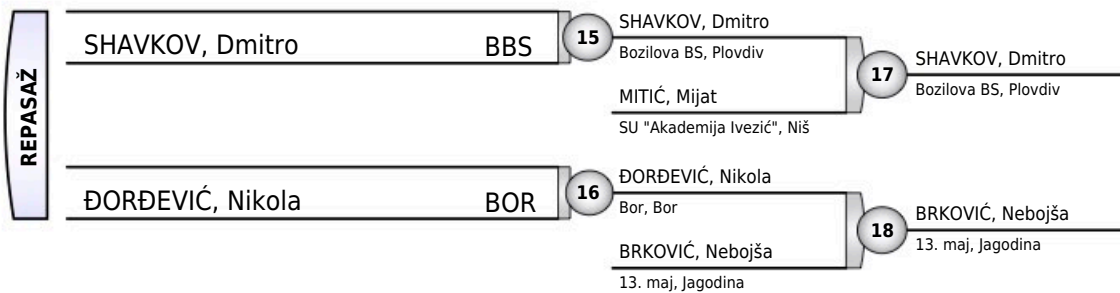 REPASAŽ
SHAVKOV, Dmitro BBS
15
SHAVKOV, Dmitro
Bozilova BS, Plovdiv
MITIĆ, Mijat
SU "Akademija Ivezić", Niš
17
SHAVKOV, Dmitro
Bozilova BS, Plovdiv
ĐORĐEVIĆ, Nikola BOR
16
ĐORĐEVIĆ, Nikola
Bor, Bor
BRKOVIĆ, Nebojša
13. maj, Jagodina
18
BRKOVIĆ, Nebojša
13. maj, Jagodina